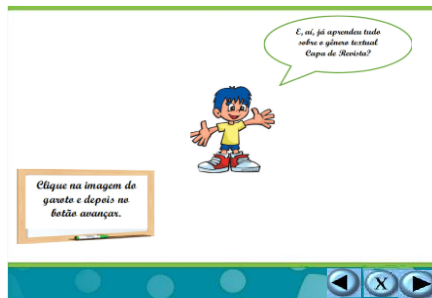 E, aí, já aprendeu tudo
sobre o gênero textual
Capa de Revista?
Clique na imagem do
garoto e depois no
botão avançar.
X